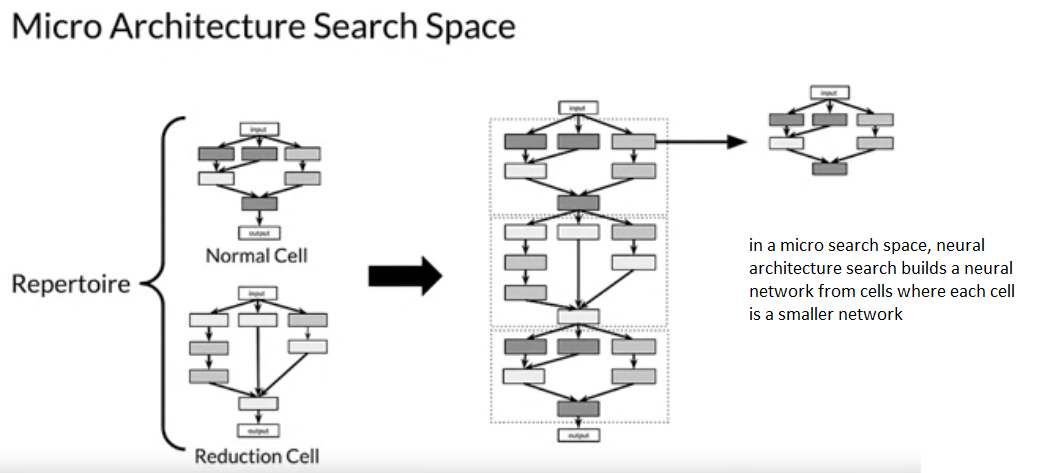 Micro Architecture Search Space
Repertoire
input
output
Normal Cell
input
output
Reduction Cell
input
output
input
in a micro search space, neural
architecture search builds a neural
network from cells where each cell
is a smaller network